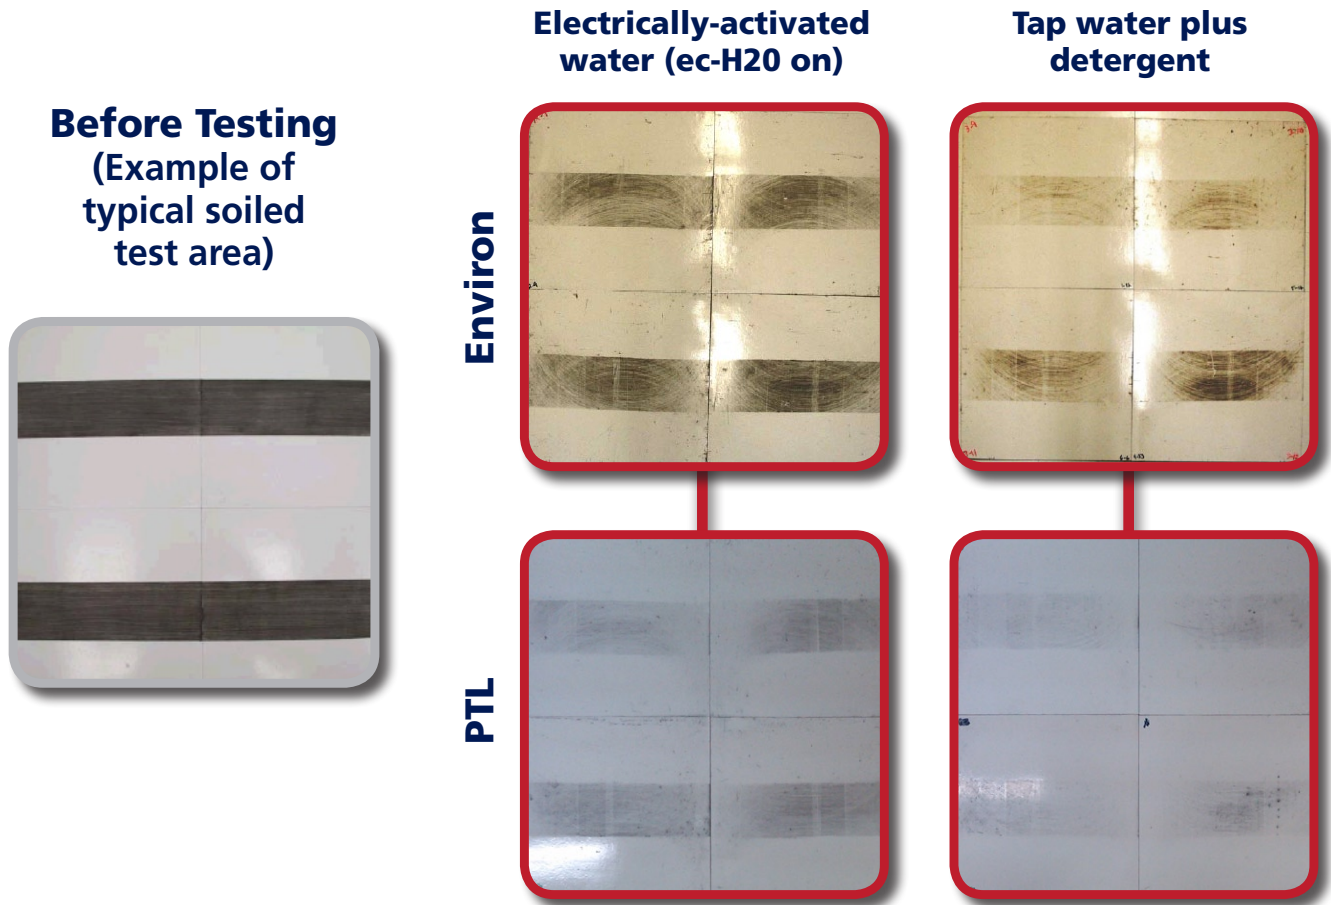 Electrically-activated
water (ec-H20 on)
Tap water plus
detergent
Before Testing
(Example of
typical soiled
test area)
Environ
PTL